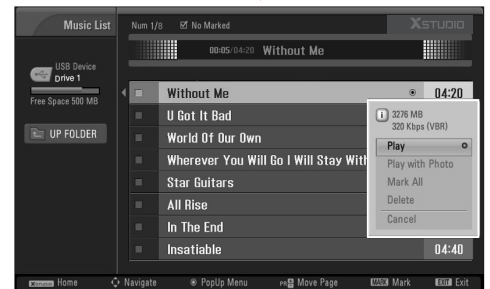 Music List
Num 1/8 No Marked
XSTUDIO
00:05/04:20 Without Me
USB Device
Drive 1
Free Space 500 MB
UP FOLDER
Without Me 04:20
U Got It Bad
World Of Our Own
Wherever You Will Go I Will Stay With
Star Guitars
All Rise
In The End
Insatiable 04:40
3276 MB
320 Kbps (VBR)
Play
Play with Photo
Mark All
Delete
Cancel
Home Navigate PopUp Menu Move Page MARK Mark EXIT Exit